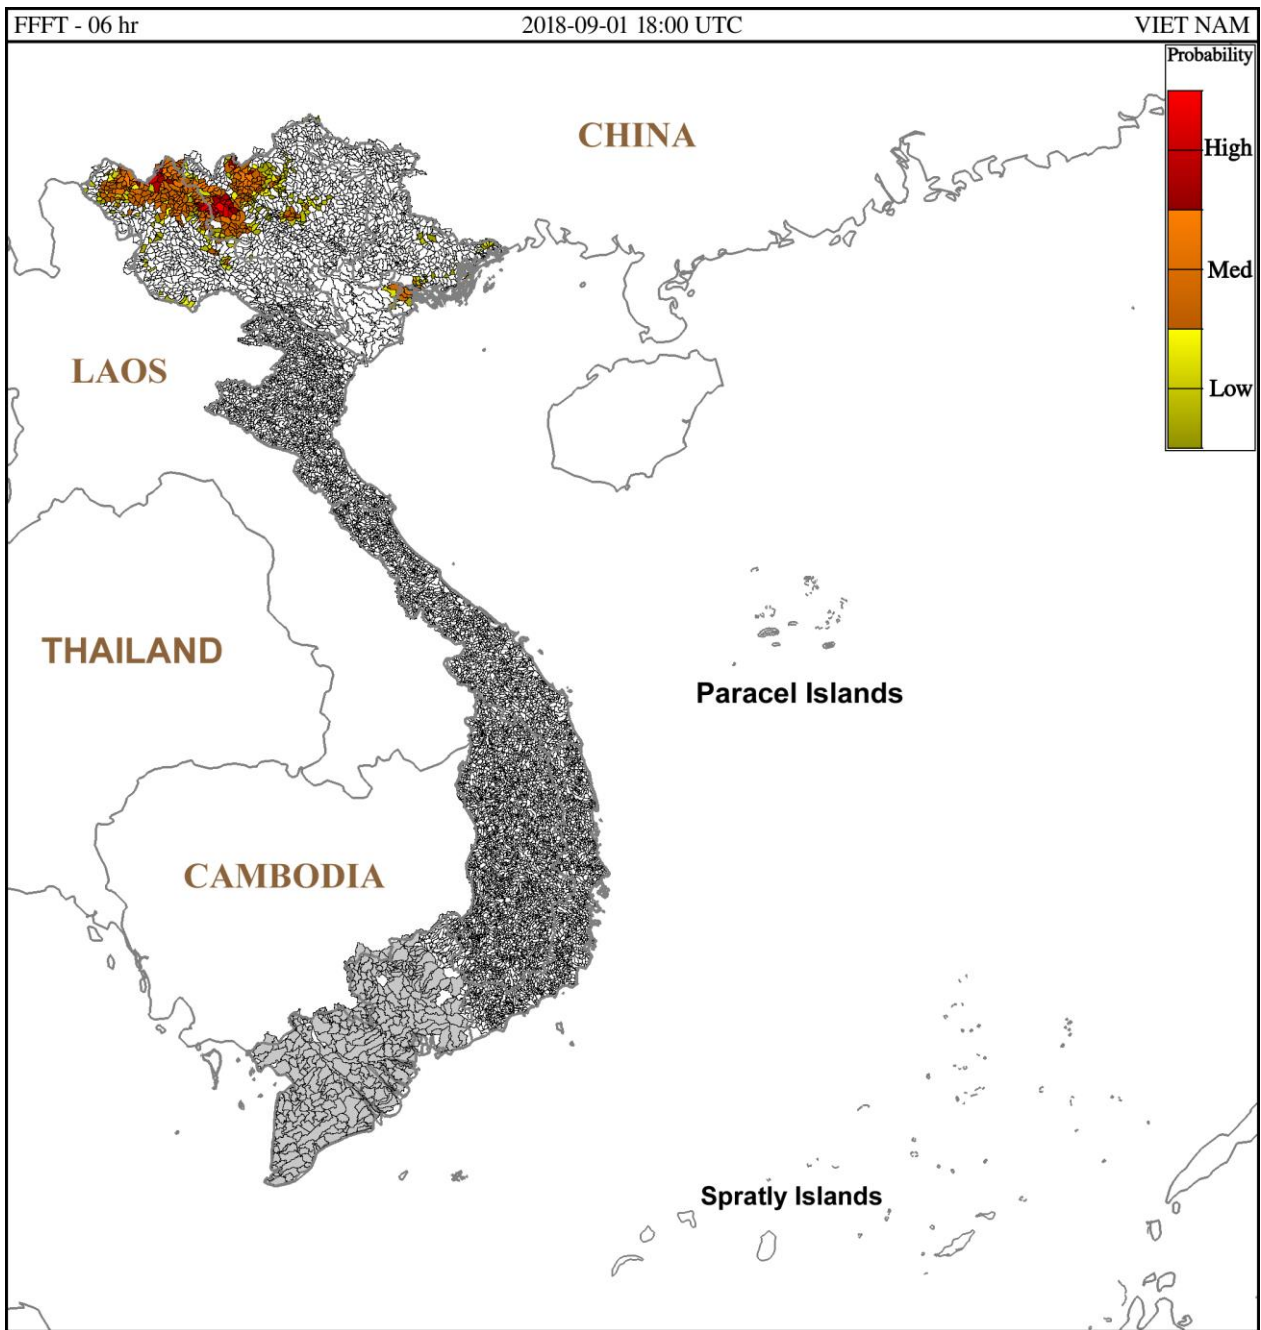 FFFT - 06 hr
2018-09-01 18:00 UTC
VIET NAM
Probability
CHINA
High
Med
LAOS
Low
THAILAND
Paracel Islands
CAMBODIA
Spratly Islands